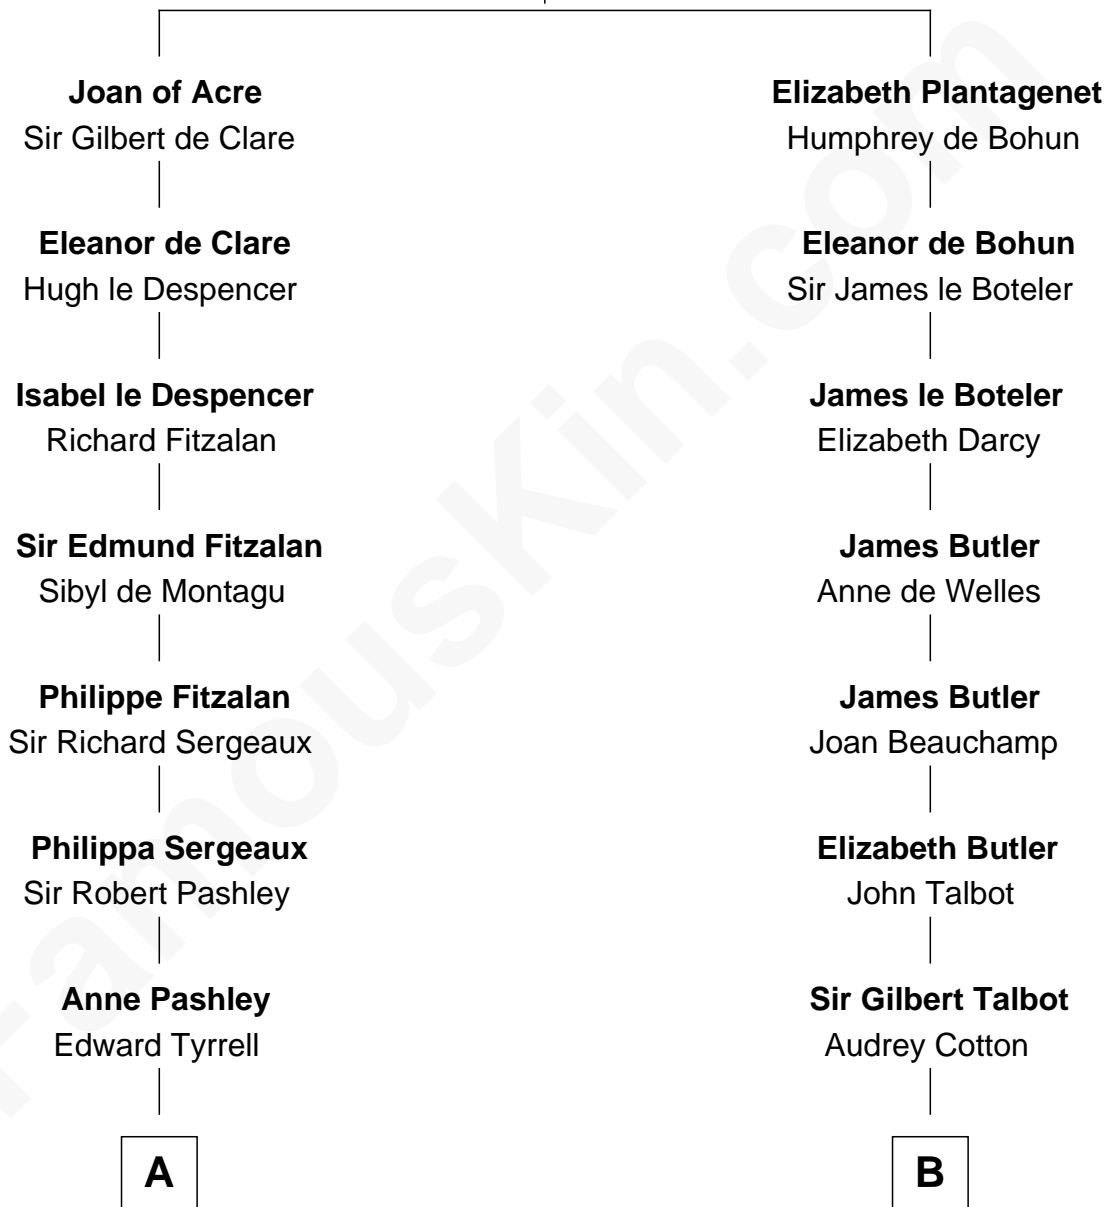 Joan of Acre
Sir Gilbert de Clare
Eleanor de Clare
Hugh le Despencer
Isabel le Despencer
Richard Fitzalan
Sir Edmund Fitzalan
Sibyl de Montagu
Philippe Fitzalan
Sir Richard Sergeaux
Philippa Sergeaux
Sir Robert Pashley
Anne Pashley
Edward Tyrrell
A
Elizabeth Plantagenet
Humphrey de Bohun
Eleanor de Bohun
Sir James le Boteler
James le Boteler
Elizabeth Darcy
James Butler
Anne de Welles
James Butler
Joan Beauchamp
Elizabeth Butler
John Talbot
Sir Gilbert Talbot
Audrey Cotton
B
FamousKin.com